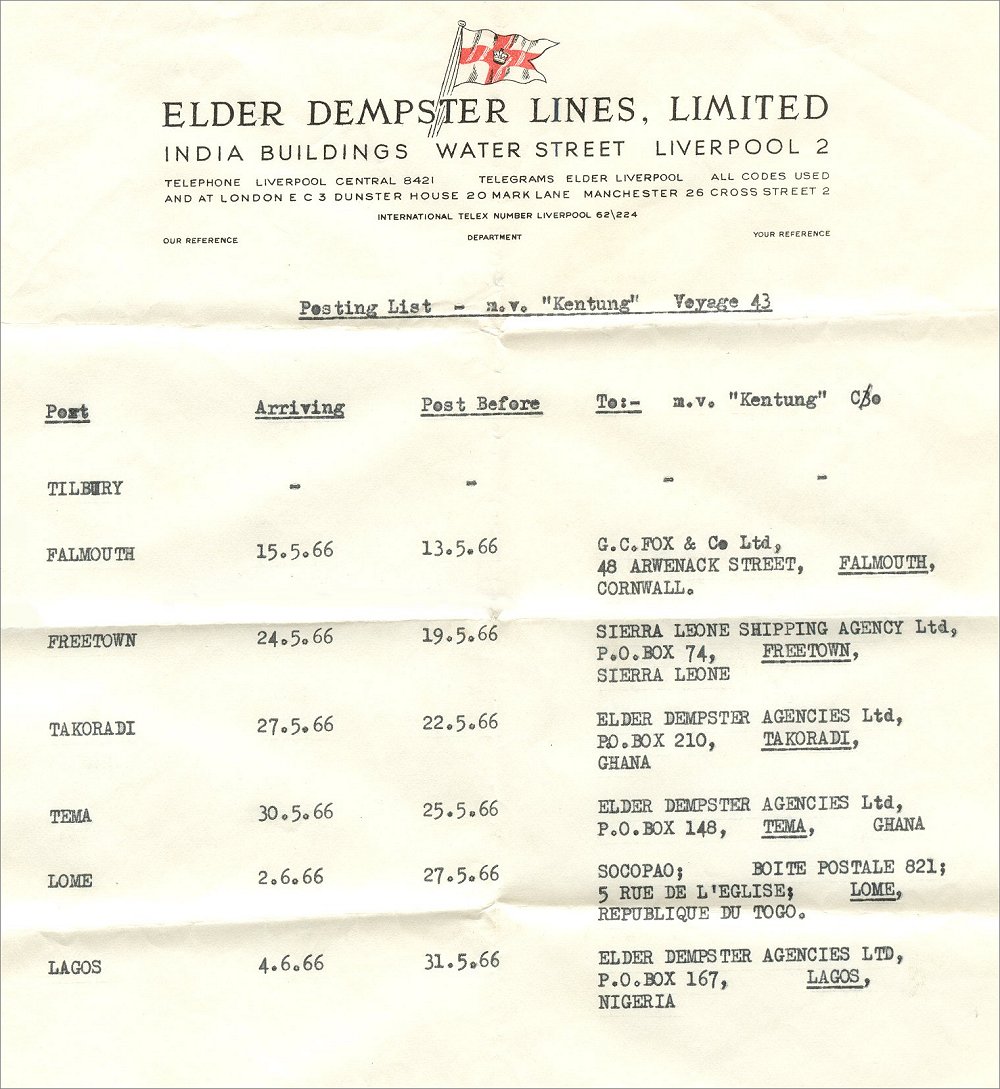 ELDER DEMPSTER LINES, LIMITED
INDIA BUILDINGS WATER STREET LIVERPOOL 2
TELEPHONE LIVERPOOL CENTRAL 8421 TELEGRAMS ELDER LIVERPOOL ALL CODES USED
AND AT LONDON E C 3 DUNSTER HOUSE 20 MARK LANE MANCHESTER 26 CROSS STREET 2
INTERNATIONAL TELEX NUMBER LIVERPOOL 62\224
OUR REFERENCE DEPARTMENT YOUR REFERENCE
Posting List - m.v. "Kentung" Voyage 43
Port Arriving Post Before To:- m.v. "Kentung" C/o
TILBURY - - - -
FALMOUTH 15.5.66 13.5.66 G.C.FOX & Co Ltd,
48 ARWENACK STREET, FALMOUTH,
CORNWALL.
FREETOWN 24.5.66 19.5.66 SIERRA LEONE SHIPPING AGENCY Ltd,
P.O.BOX 74, FREETOWN,
SIERRA LEONE
TAKORADI 27.5.66 22.5.66 ELDER DEMPSTER AGENCIES Ltd,
P.O.BOX 210, TAKORADI,
GHANA
TEMA 30.5.66 25.5.66 ELDER DEMPSTER AGENCIES Ltd,
P.O.BOX 148, TEMA, GHANA
LOME 2.6.66 27.5.66 SOCOPAO; BOITE POSTALE 821;
5 RUE DE L'EGLISE; LOME,
REPUBLIQUE DU TOGO.
LAGOS 4.6.66 31.5.66 ELDER DEMPSTER AGENCIES LTD,
P.O.BOX 167, LAGOS,
NIGERIA